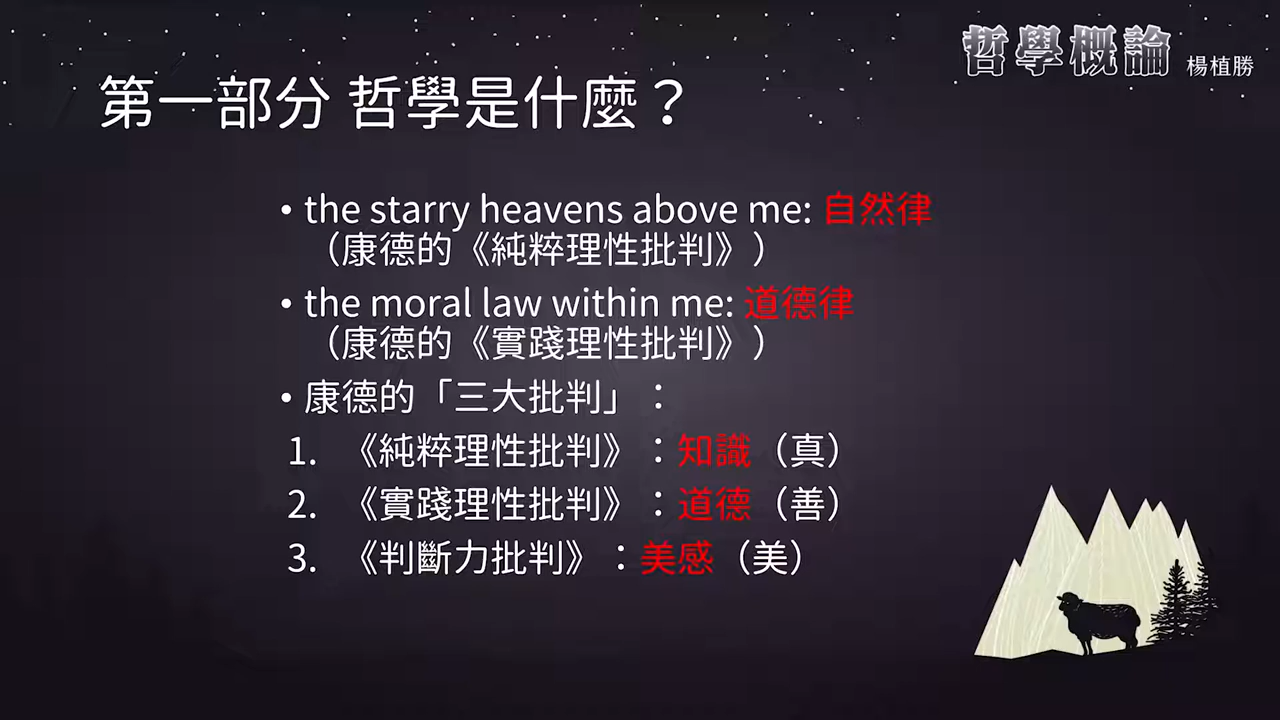 哲學概論 楊植勝
第一部分 哲學是什麼？
• the starry heavens above me: 自然律
（康德的《純粹理性批判》）
• the moral law within me: 道德律
（康德的《實踐理性批判》）
• 康德的「三大批判」：
1. 《純粹理性批判》：知識（真）
2. 《實踐理性批判》：道德（善）
3. 《判斷力批判》：美感（美）